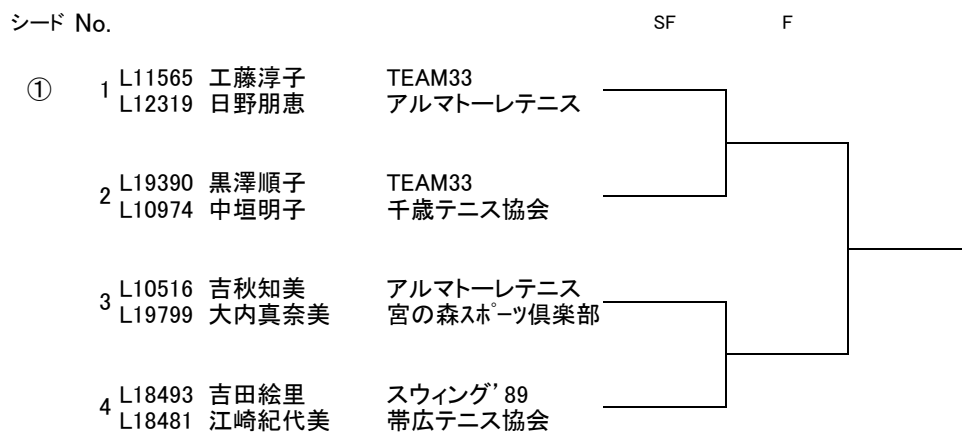 シード No. SF F
L11565 工藤淳子 TEAM33
① 1
L12319 日野朋恵 アルマトーレテニス
L19390 黒澤順子 TEAM33
2
L10974 中垣明子 千歳テニス協会
L10516 吉秋知美 アルマトーレテニス
3
L19799 大内真奈美 宮の森スポーツ倶楽部
L18493 吉田絵里 スウィング’89
4
L18481 江崎紀代美 帯広テニス協会